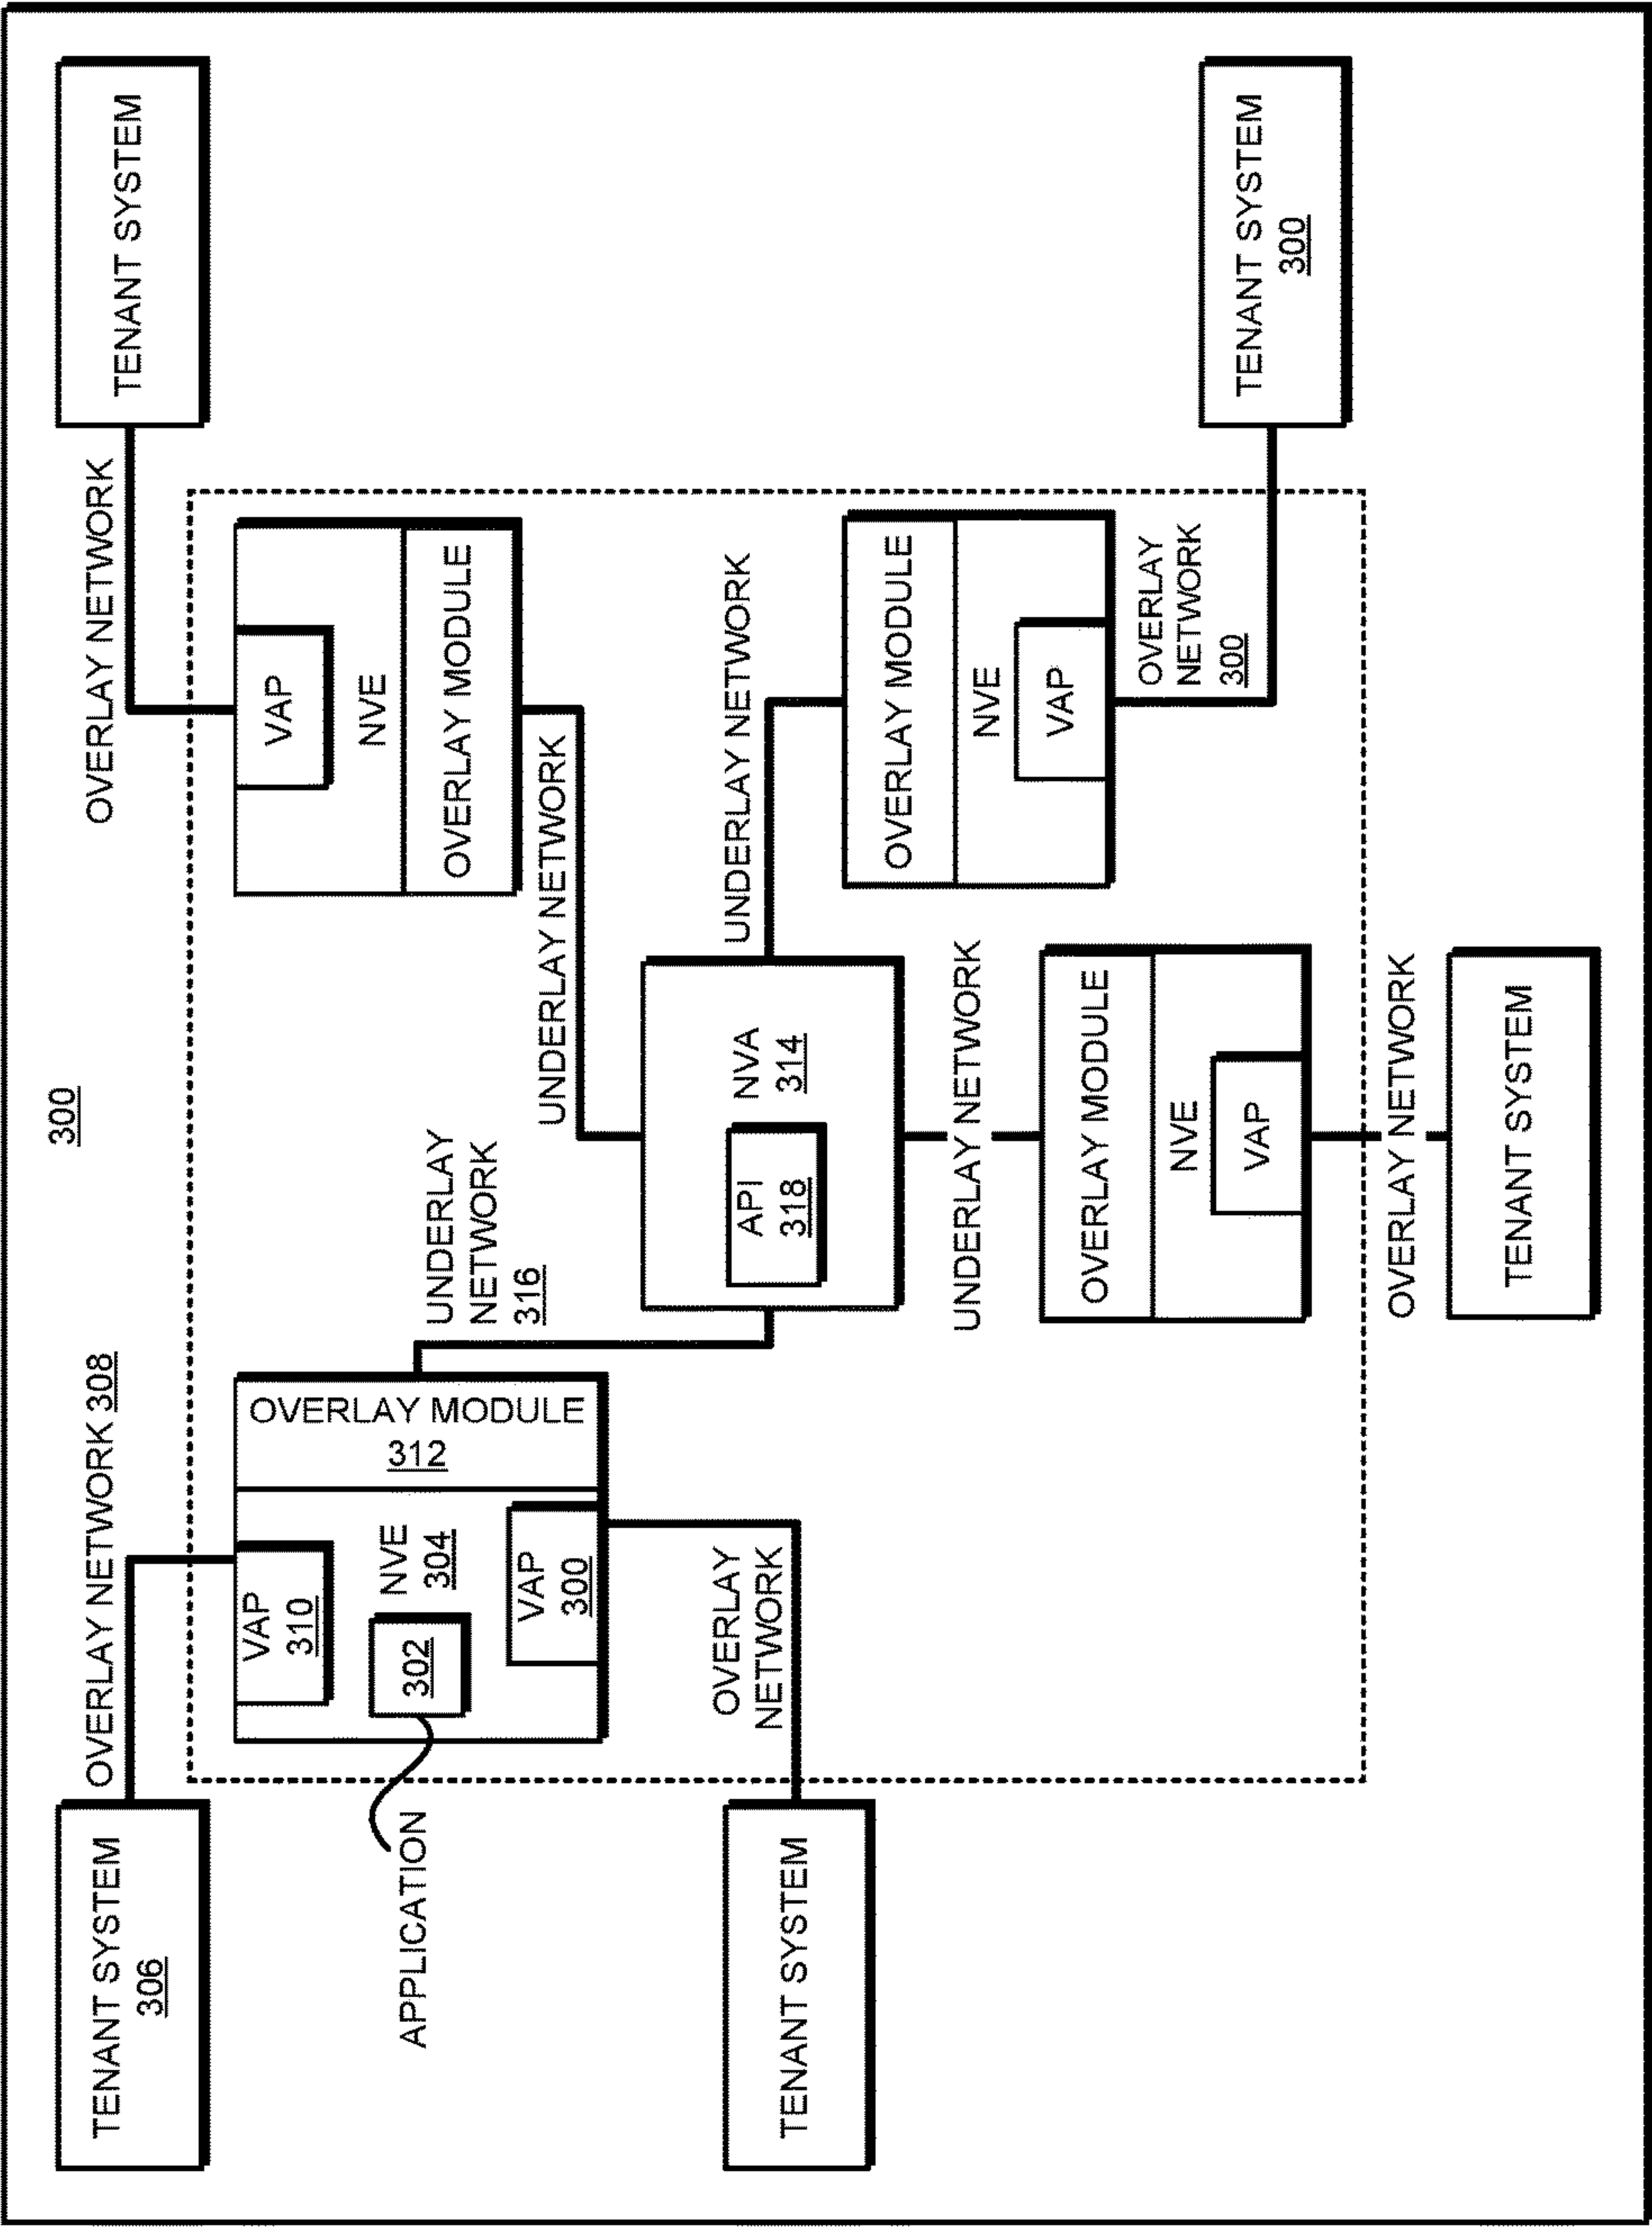 300
TENANT SYSTEM
306
OVERLAY NETWORK 308
OVERLAY NETWORK
TENANT SYSTEM
VAP
310
OVERLAY MODULE
312
NVE
304
302
VAP
300
APPLICATION
UNDERLAY
NETWORK
316
VAP
NVE
OVERLAY MODULE
UNDERLAY NETWORK
NVA
314
API
318
UNDERLAY NETWORK
OVERLAY MODULE
NVE
VAP
OVERLAY
NETWORK
TENANT SYSTEM
UNDERLAY NETWORK
OVERLAY MODULE
NVE
VAP
OVERLAY
NETWORK
300
TENANT SYSTEM
300
OVERLAY NETWORK
TENANT SYSTEM